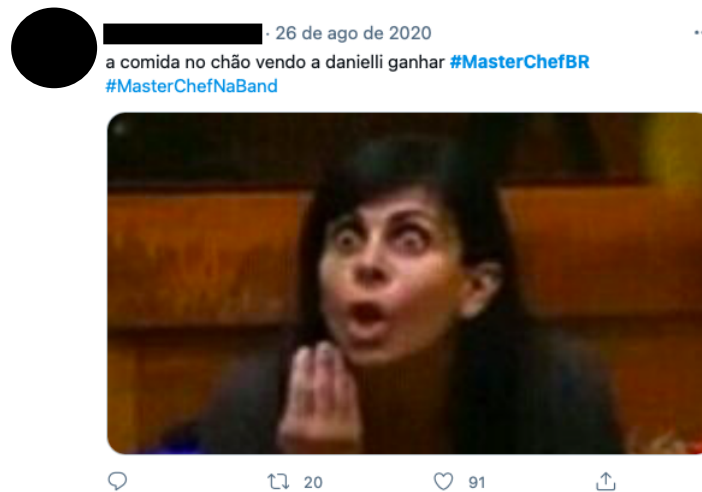 · 26 de ago de 2020
a comida no chão vendo a danielli ganhar #MasterChefBR
#MasterChefNaBand
20
91